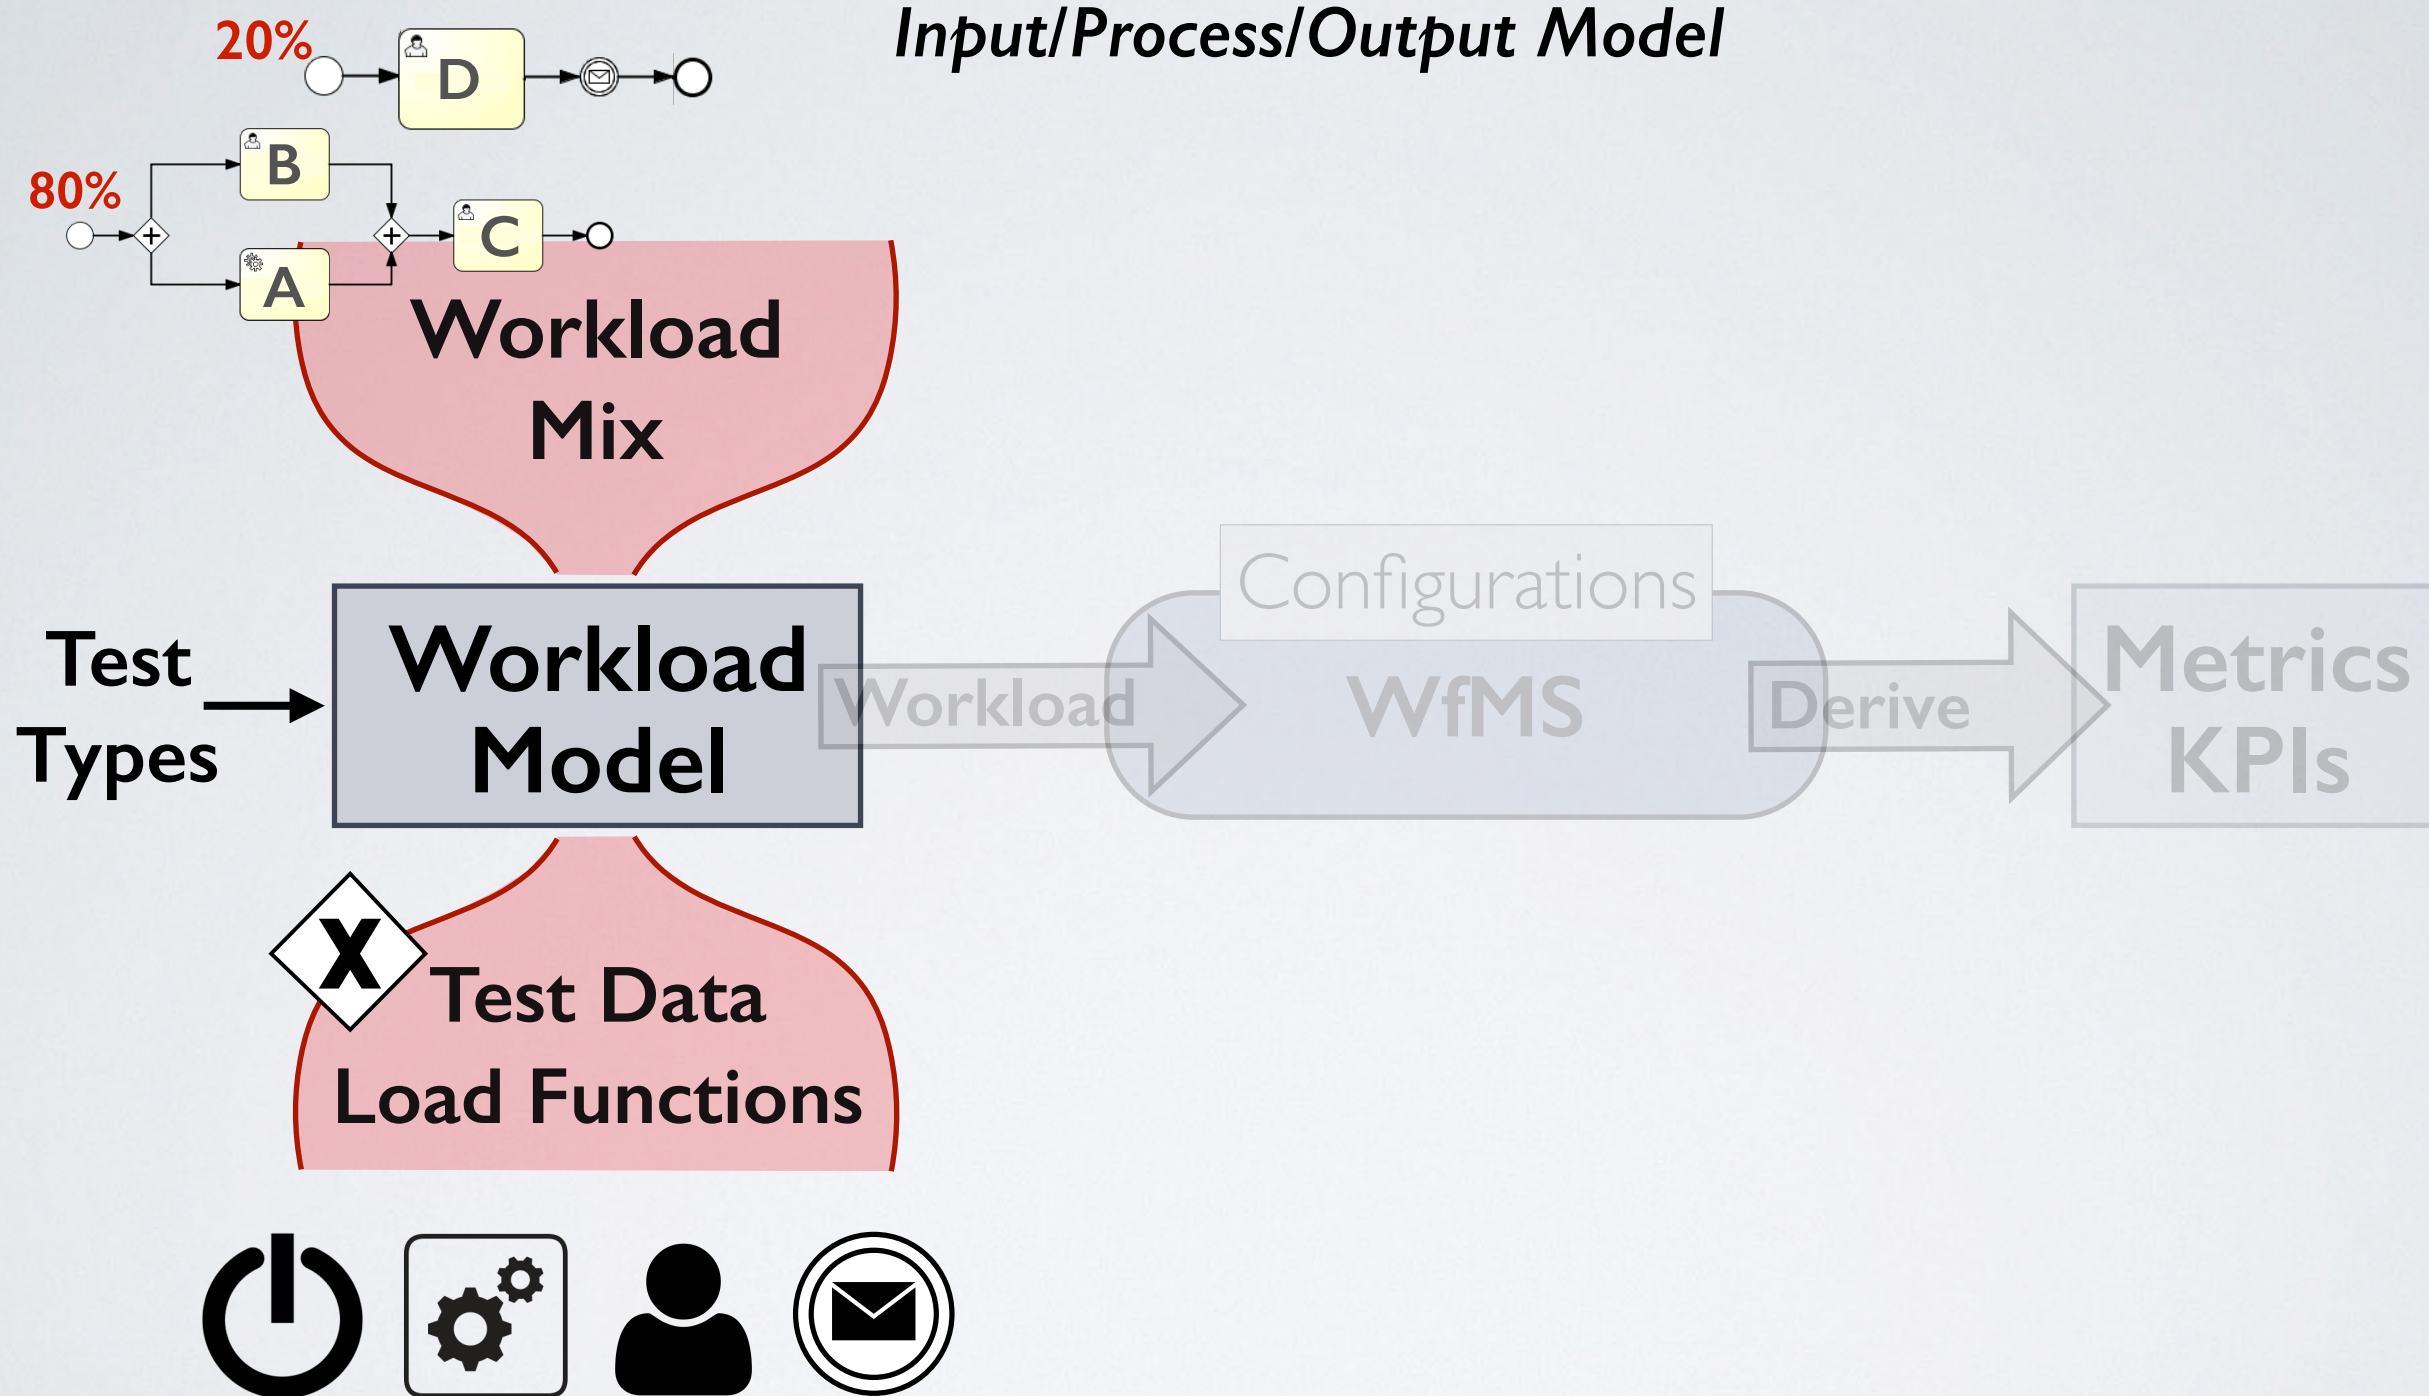 Input/Process/Output Model
20%
D
80%
B
A
C
Workload
Mix
Test
Types
Workload
Model
Workload
Configurations
WfMS
Derive
Metrics
KPIs
X
Test Data
Load Functions